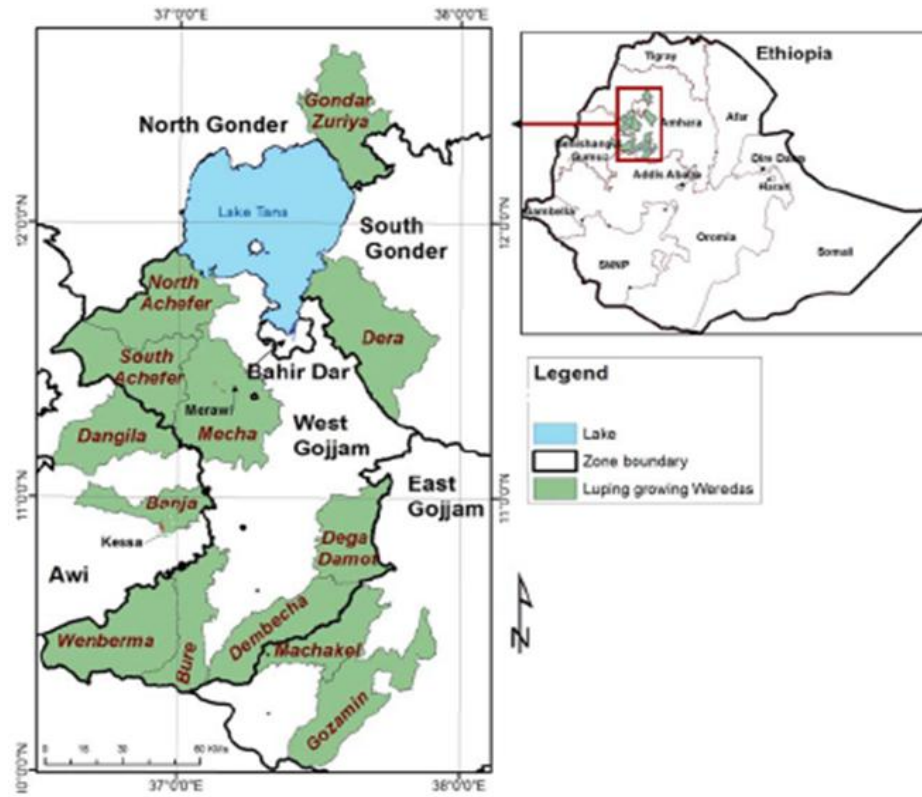 37°0'0"E
38°0'0"E
Gondar
Zuriya
North Gonder
12°0'0"N
Lake Tana
South
Gonder
North
Achefer
Dera
South
Achefer
Bahir Dar
Merawi
Mecha
West
Gojjam
Dangila
11°0'0"N
East
Gojjam
Banja
Kessa
Dega
Damot
Awi
Dembecha
Wenberma
Bure
Machakel
Gozamin
0 15 30 60 KMs
10°0'0"N
37°0'0"E
38°0'0"E
Ethiopia
Tigray
Afar
Amhara
Benishangul
Gumuz
Dire Dawa
Addis Ababa
Harari
Gambella
Oromia
Somali
SNNP
12°0'0"N
Legend
Lake
Zone boundary
Luping growing Weredas
11°0'0"N
N